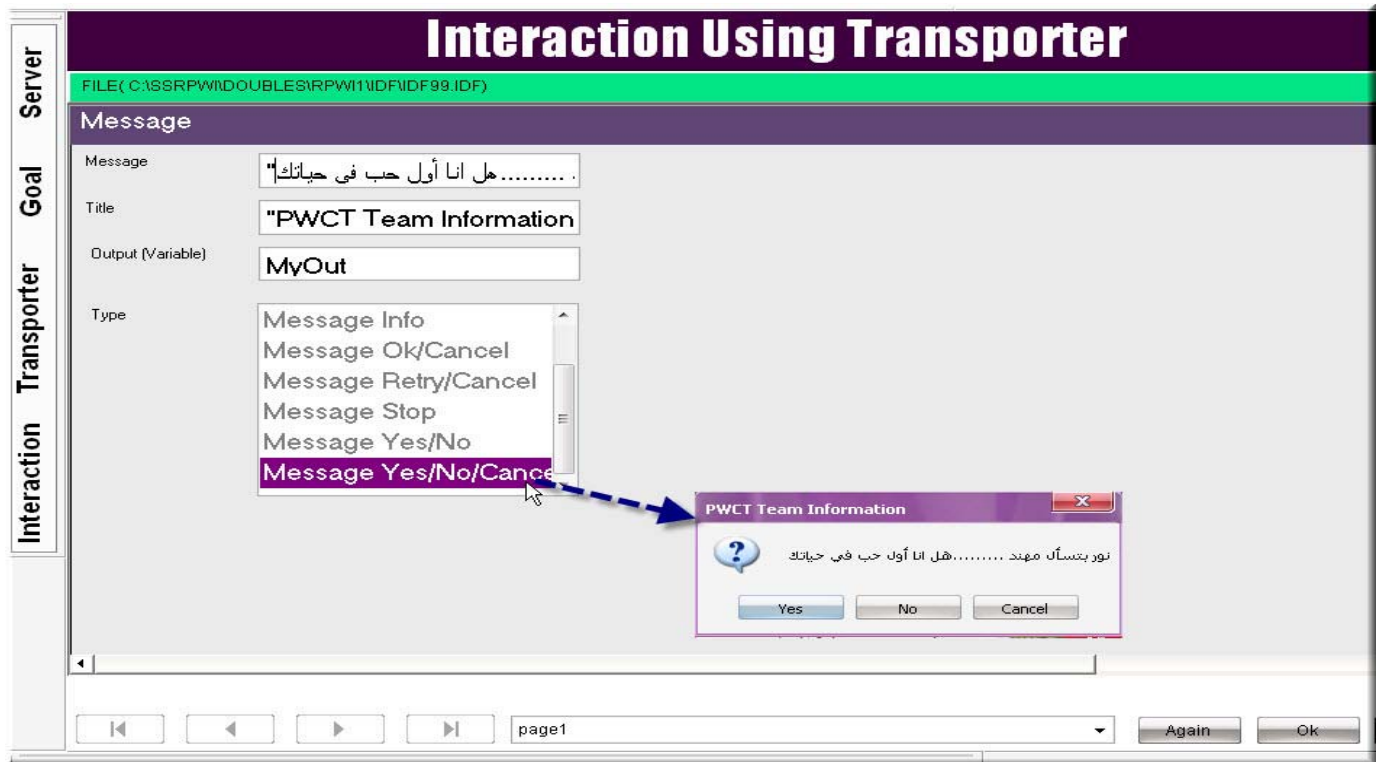 Interaction Using Transporter
Server
Goal
Transporter
Interaction
FILE( C:\SSRPWI\DOUBLES\RPWI1\IDF\IDF99.IDF)
Message
Message
. .........هل انا أول حب فى حياتك"
Title
"PWCT Team Information
Output (Variable)
MyOut
Type
Message Info
Message Ok/Cancel
Message Retry/Cancel
Message Stop
Message Yes/No
Message Yes/No/Cance
PWCT Team Information
نور بتسأل مهند .........هل انا أول حب فى حياتك
Yes
No
Cancel
page1
Again
Ok